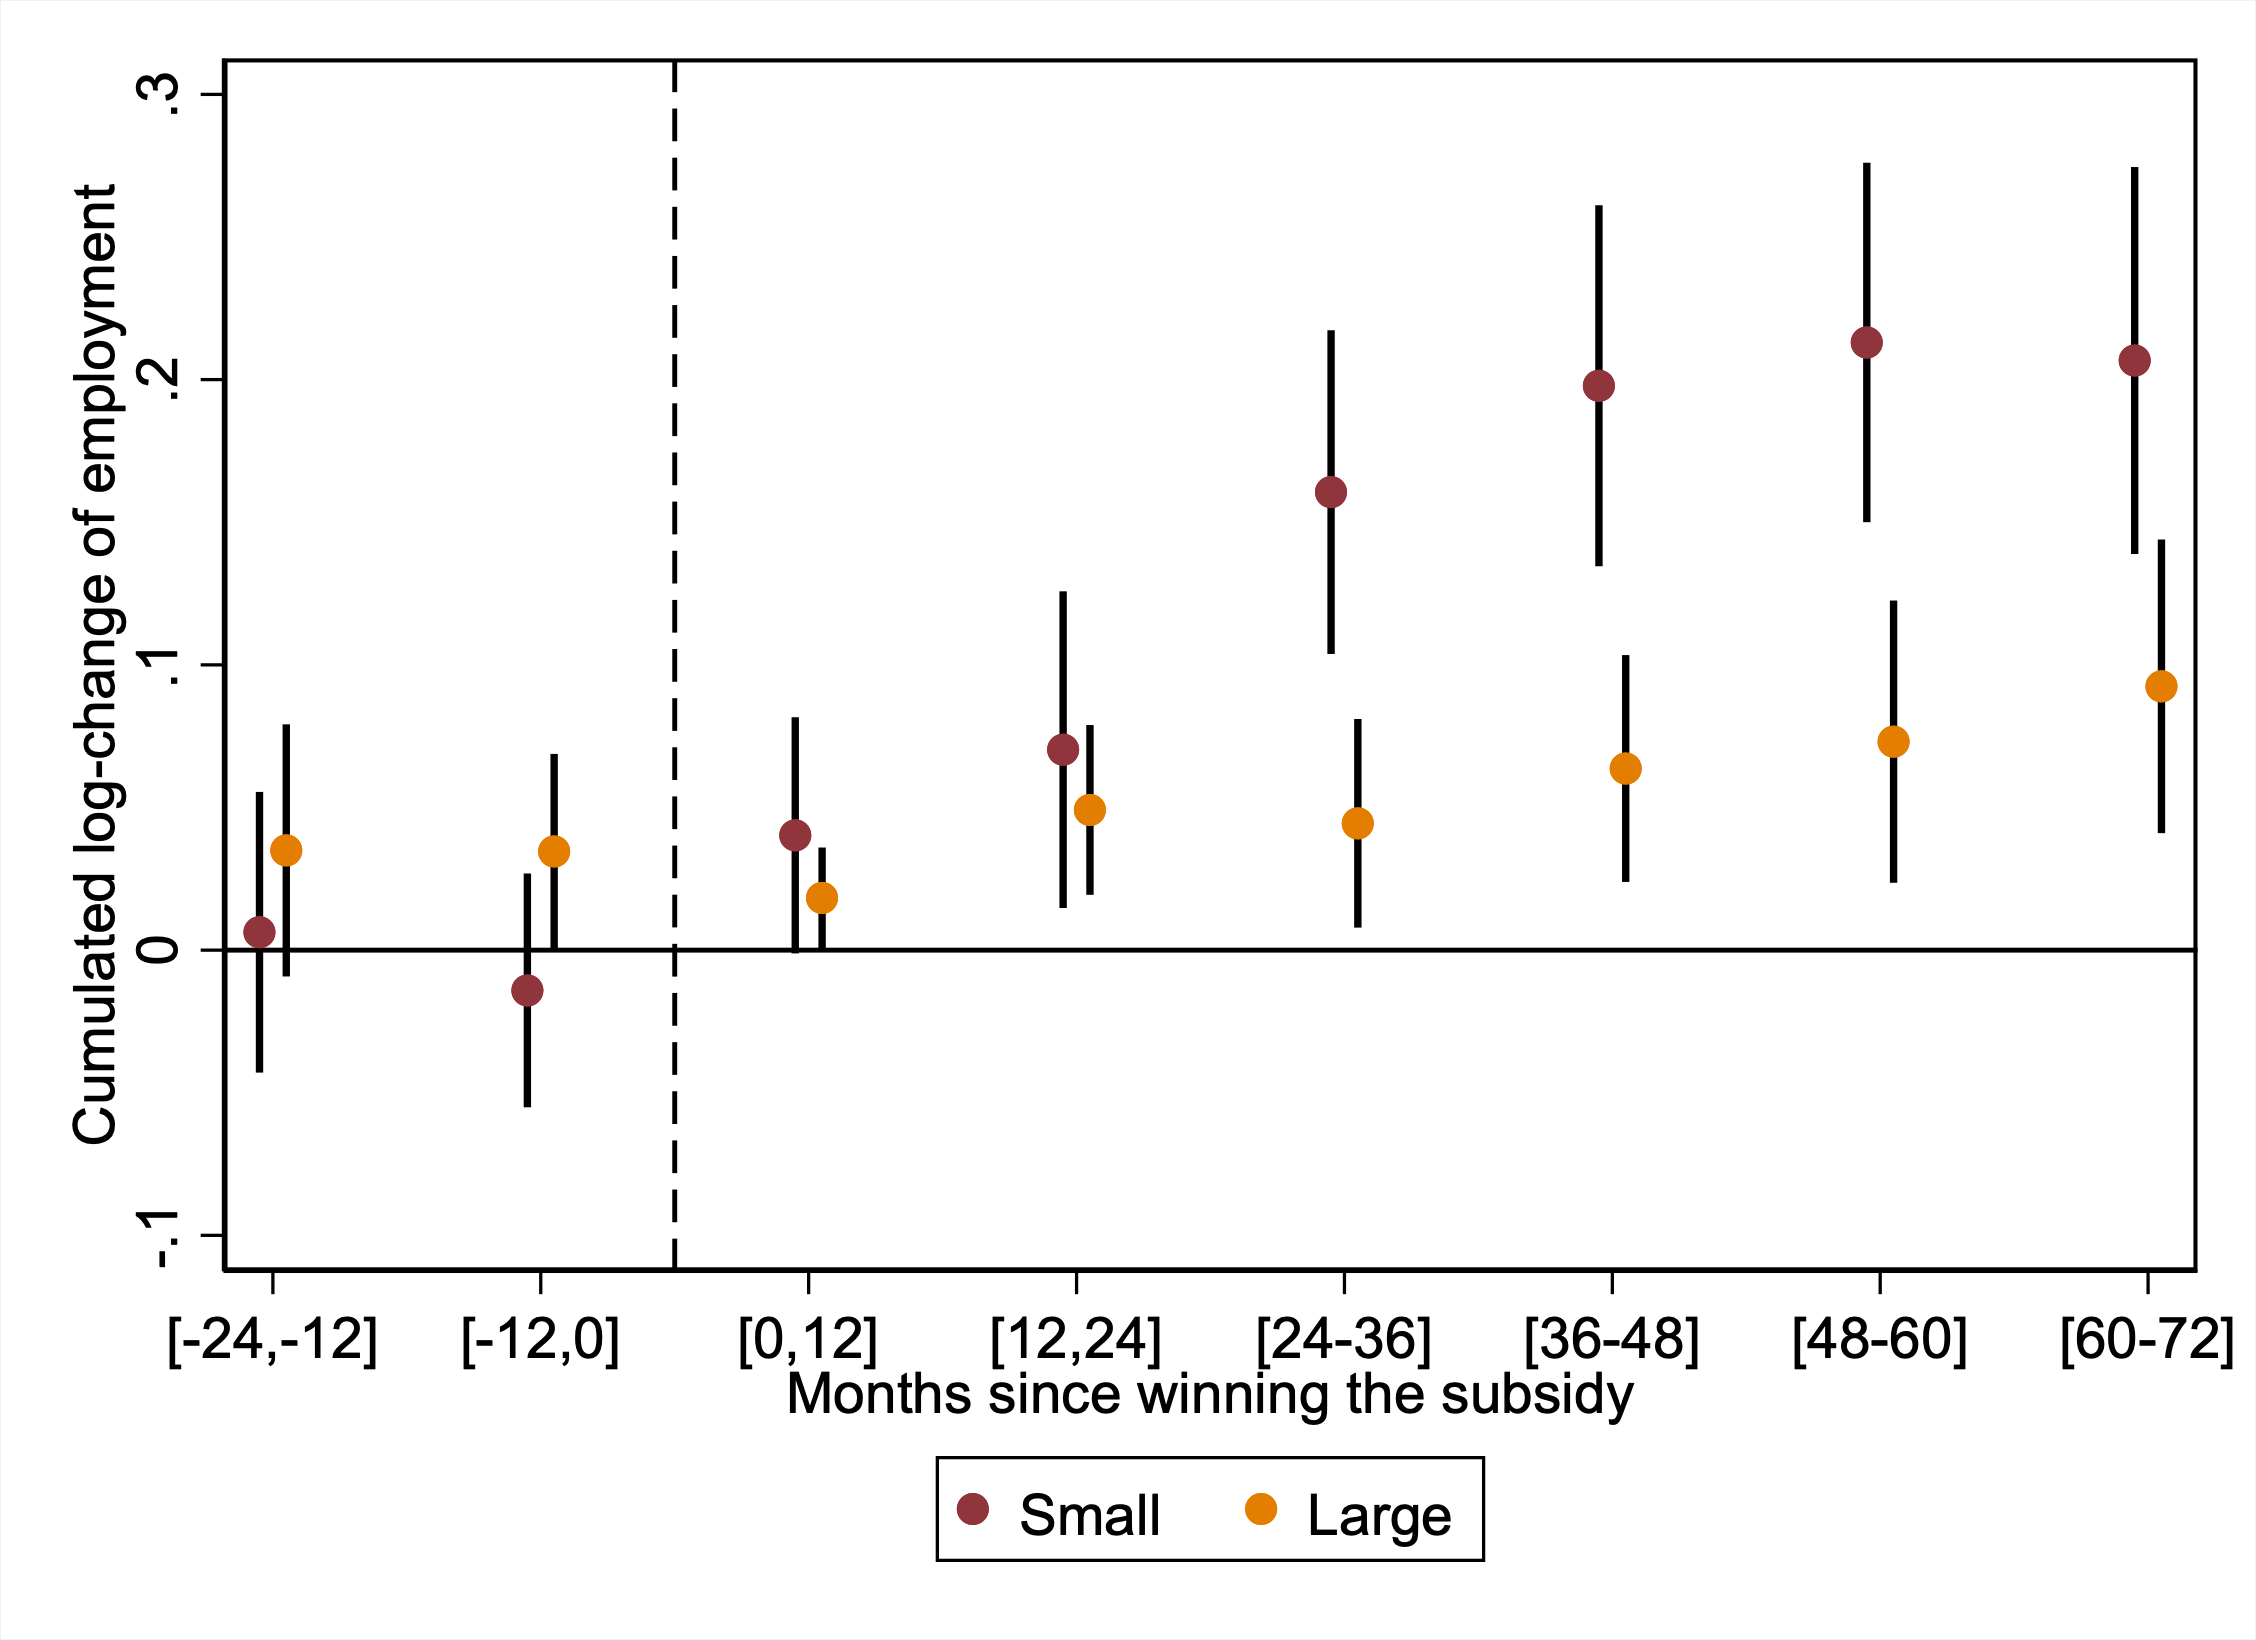 Cumulated log-change of employment
.3
.2
.1
0
-.1
[-24,-12] [-12,0] [0,12] [12,24] [24-36] [36-48] [48-60] [60-72]
Months since winning the subsidy
Small Large